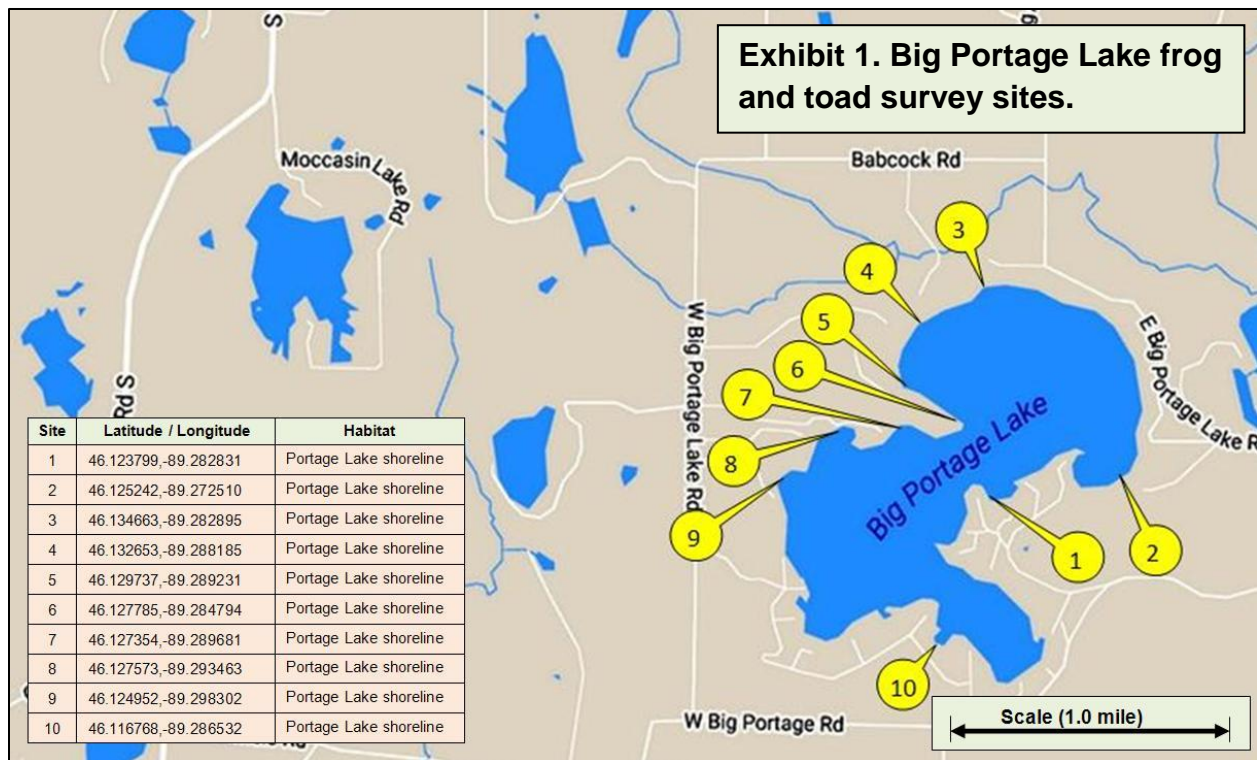 Exhibit 1. Big Portage Lake frog
and toad survey sites.
S
Moccasin Lake Rd
Babcock Rd
3
4
5
6
7
8
9
1
2
10
W Big Portage Lake Rd
E Big Portage Lake R
Big Portage Lake
S Rd
W Big Portage Rd
Scale (1.0 mile)
Site Latitude / Longitude Habitat
1 46.123799,-89.282831 Portage Lake shoreline
2 46.125242,-89.272510 Portage Lake shoreline
3 46.134663,-89.282895 Portage Lake shoreline
4 46.132653,-89.288185 Portage Lake shoreline
5 46.129737,-89.289231 Portage Lake shoreline
6 46.127785,-89.284794 Portage Lake shoreline
7 46.127354,-89.289681 Portage Lake shoreline
8 46.127573,-89.293463 Portage Lake shoreline
9 46.124952,-89.298302 Portage Lake shoreline
10 46.116768,-89.286532 Portage Lake shoreline
Rd